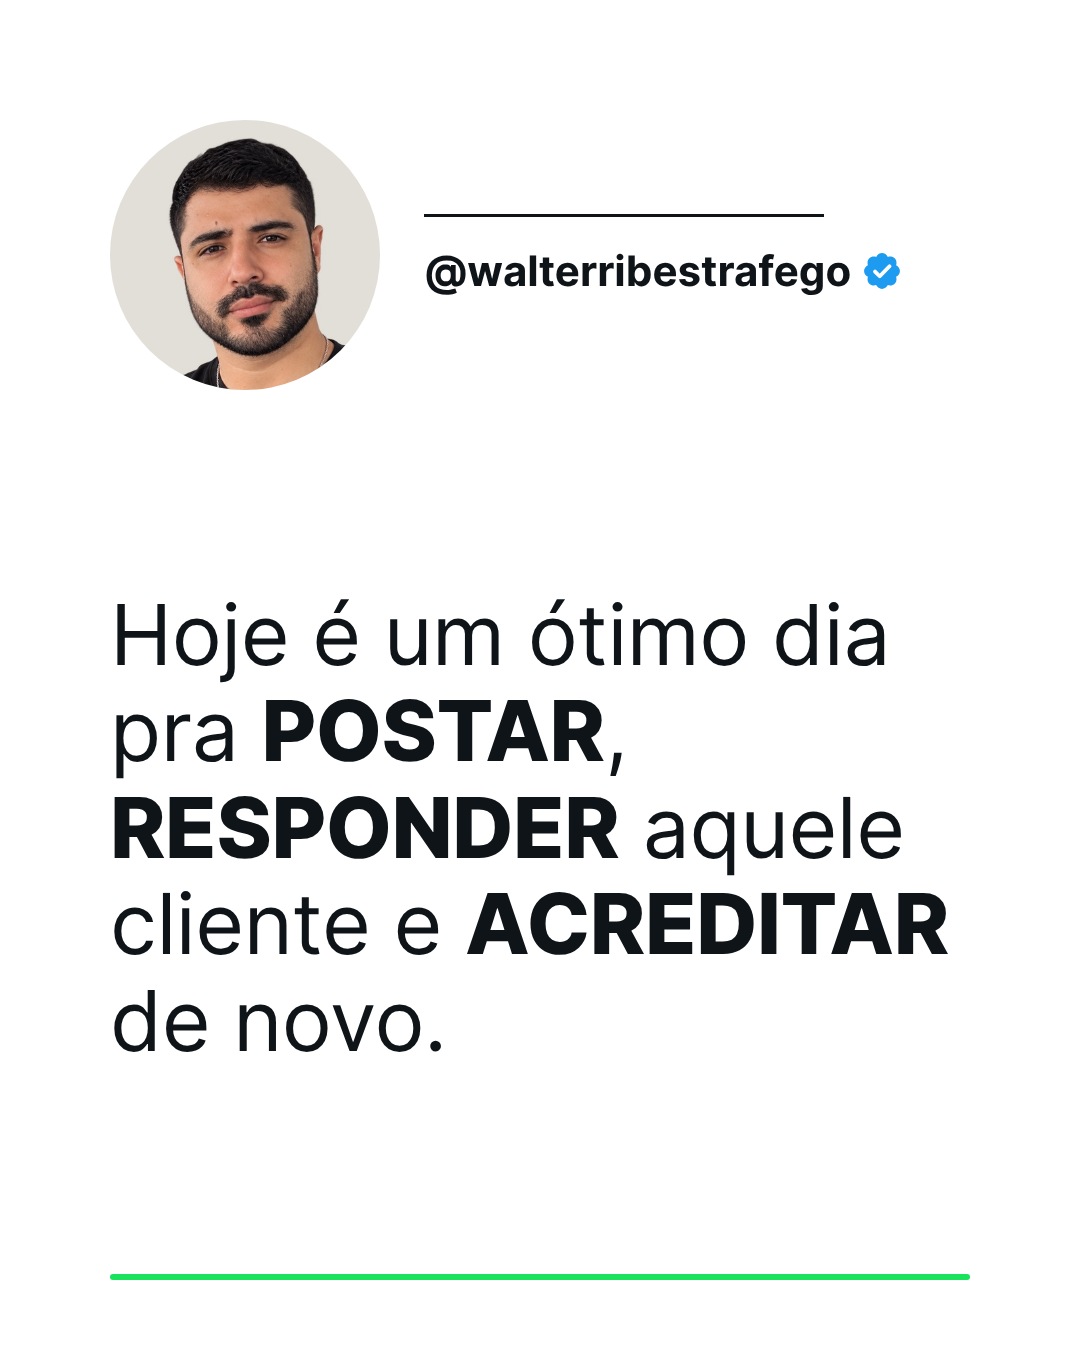 @walterribestrafego
Hoje é um ótimo dia
pra POSTAR,
RESPONDER aquele
cliente e ACREDITAR
de novo.